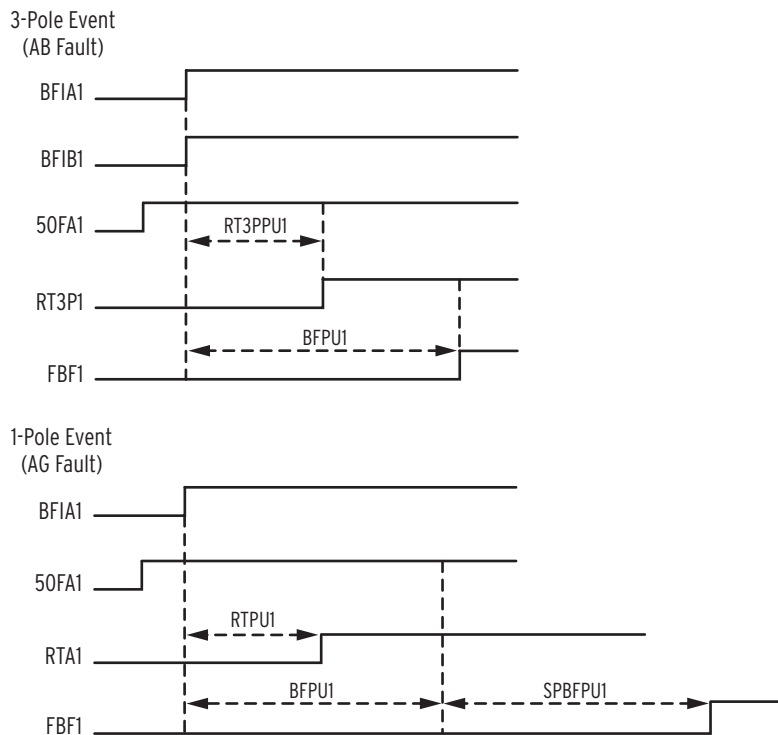 3-Pole Event
(AB Fault)
BFIA1
BFIB1
50FA1
RT3PPU1
RT3P1
BFPU1
FBF1
1-Pole Event
(AG Fault)
BFIA1
50FA1
RTPU1
RTA1
BFPU1 SPBFPU1
FBF1